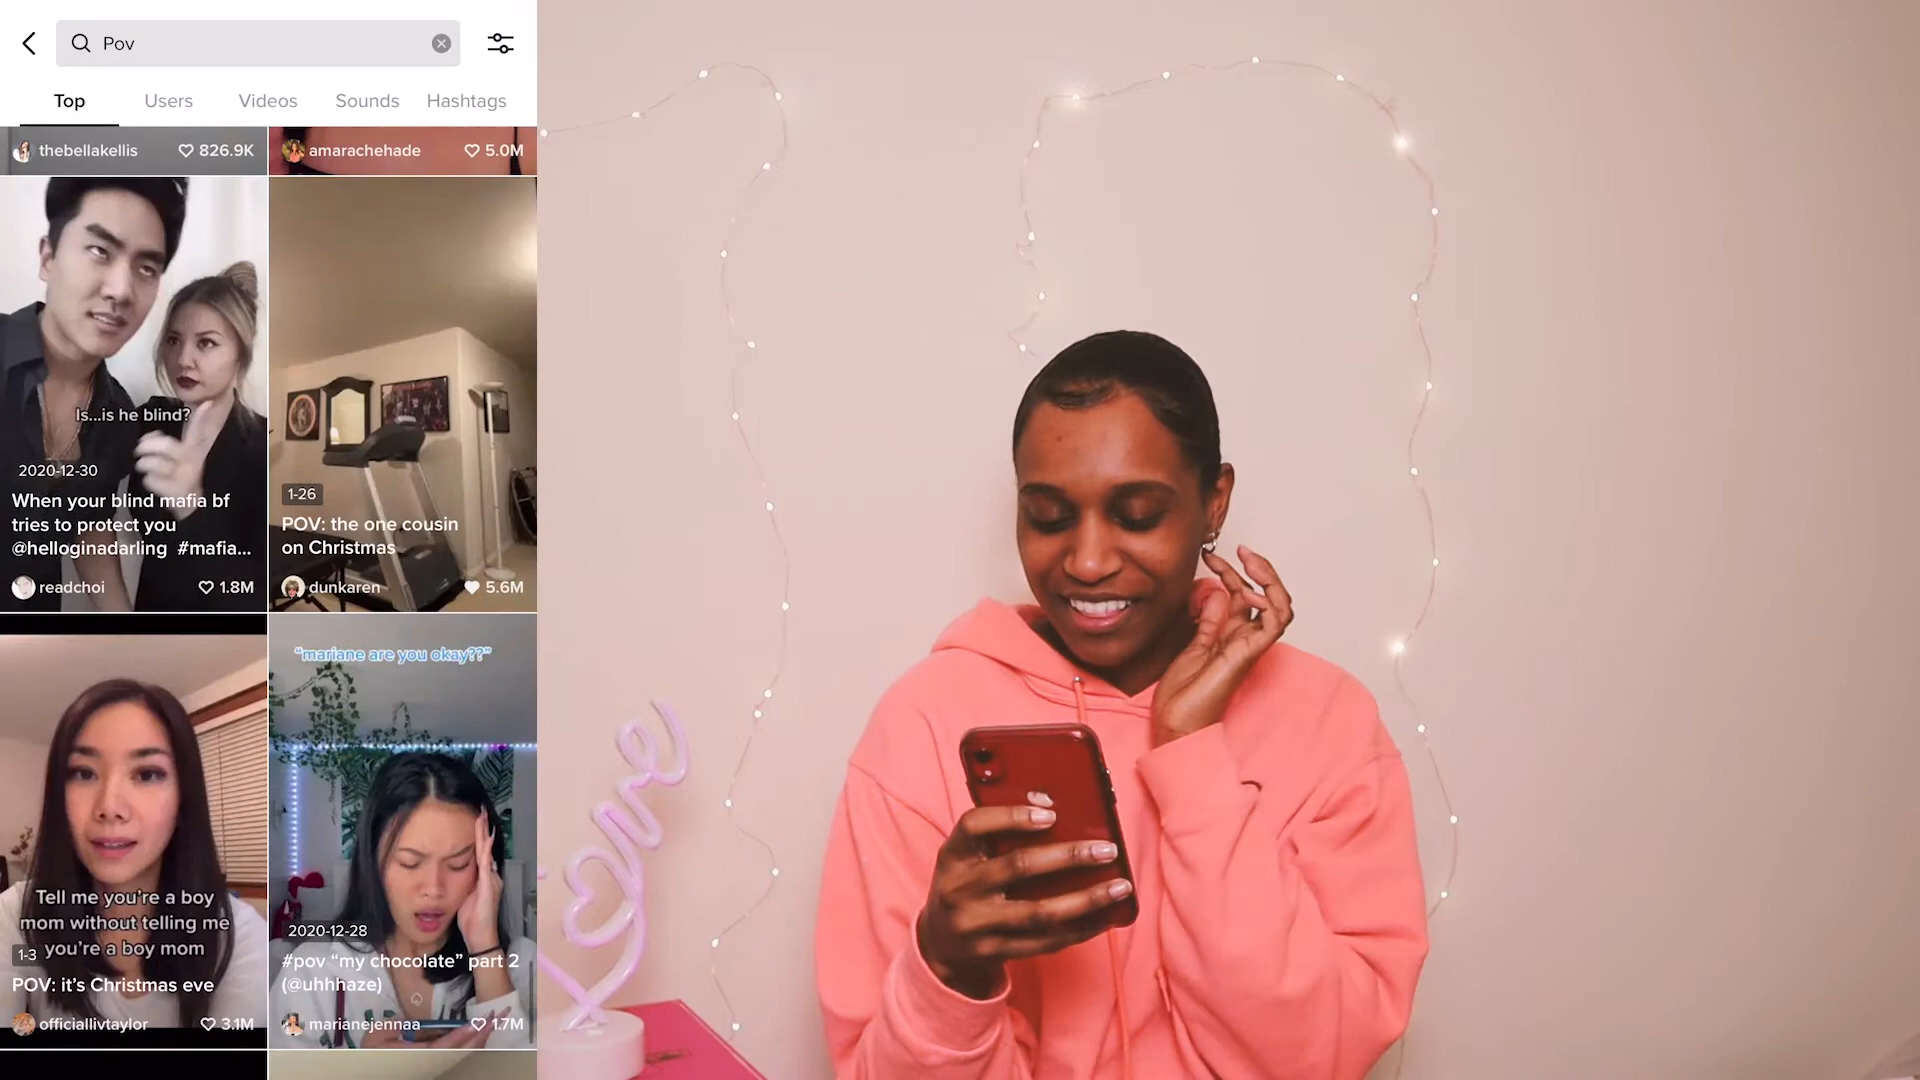 Pov
Top
Users
Videos
Sounds
Hashtags
thebellakellis
826.9K
amarachehade
5.0M
Is...is he blind?
2020-12-30
When your blind mafia bf
tries to protect you
@helloginadarling #mafia...
readchoi
1.8M
1-26
POV: the one cousin
on Christmas
dunkaren
5.6M
Tell me you're a boy
mom without telling me
you're a boy mom
1-3
POV: it's Christmas eve
officiallivtaylor
3.1M
"mariane are you okay??"
2020-12-28
#pov "my chocolate" part 2
(@uhhhaze)
marianejennaa
1.7M
love